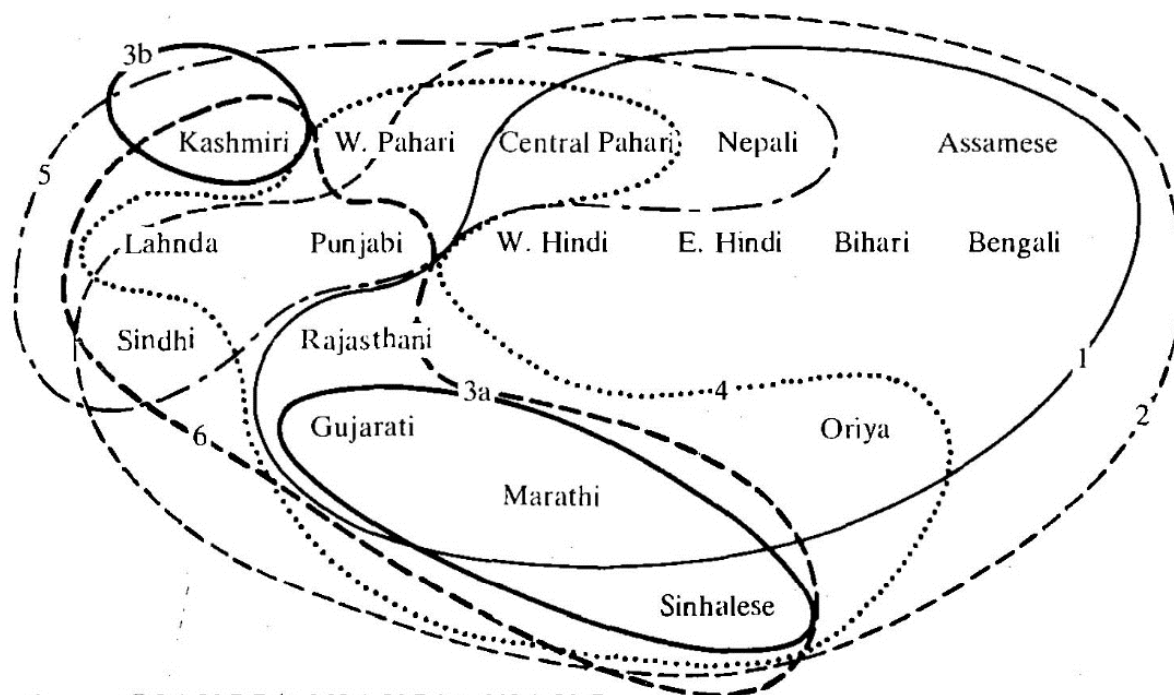 3b
Kashmiri W. Pahari Central Pahari Nepali Assamese
5
Lahnda Punjabi W. Hindi E. Hindi Bihari Bengali
Sindhi Rajasthani 1
3a 4
2
Gujarati Oriya
6
Marathi
Sinhalese